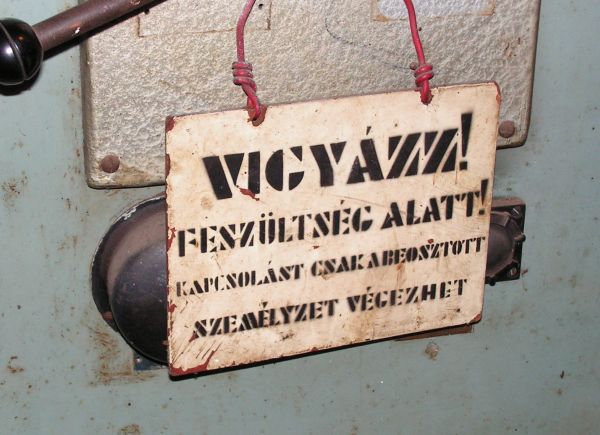 VIGYÁZZ!
FESZÜLTSÉG ALATT!
KAPCSOLÁST CSAK A BEOSZTOTT
SZEMÉLYZET VÉGEZHET